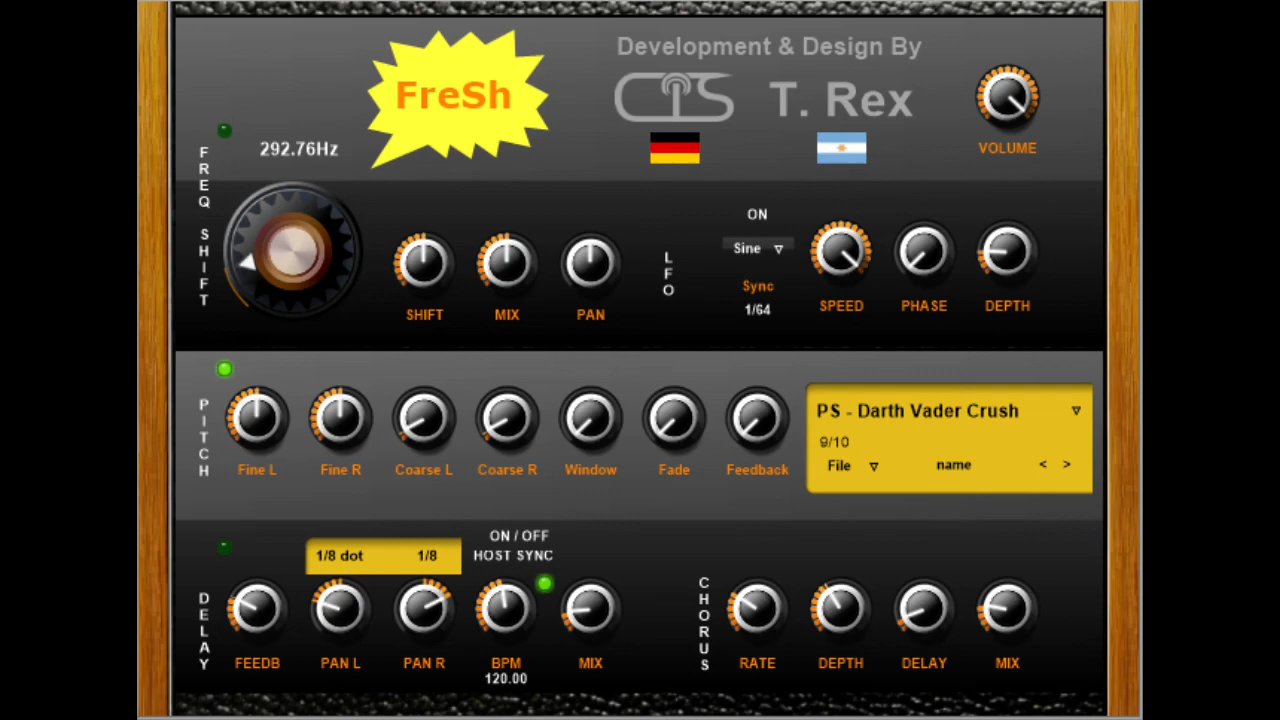 Development & Design By
FreSh
CTS T. Rex
292.76Hz
VOLUME
FREQ SHIFT
SHIFT MIX PAN
LFO
ON
Sine
Sync
1/64
SPEED PHASE DEPTH
PITCH
Fine L Fine R Coarse L Coarse R Window Fade Feedback
PS - Darth Vader Crush
9/10
File name < >
ON / OFF
HOST SYNC
1/8 dot 1/8
DELAY
FEEDB PAN L PAN R BPM MIX
120.00
CHORUS
RATE DEPTH DELAY MIX